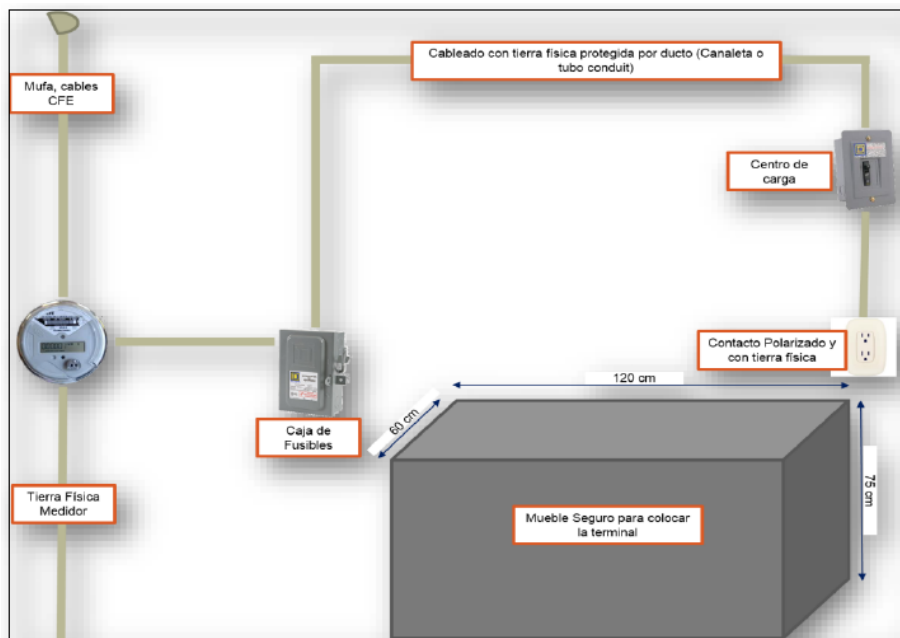 Mufa, cables
CFE
Cableado con tierra física protegida por ducto (Canaleta o
tubo conduit)
Centro de
carga
Contacto Polarizado y
con tierra física
120 cm
60 cm
Caja de
Fusibles
75 cm
Tierra Física
Medidor
Mueble Seguro para colocar
la terminal